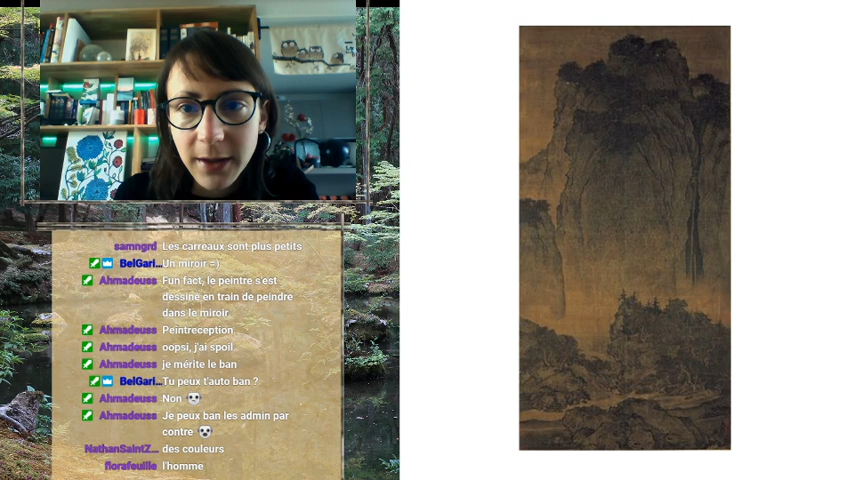 samngrd Les carreaux sont plus petits
BelGari... Un miroir =)
Ahmadeuss Fun fact, le peintre s'est
dessiné en train de peindre
dans le miroir
Ahmadeuss Peintreception
Ahmadeuss oopsi, j'ai spoil
Ahmadeuss je mérite le ban
BelGari... Tu peux t'auto ban ?
Ahmadeuss Non
Ahmadeuss Je peux ban les admin par
contre
NathanSaintZ... des couleurs
florafeuille l'homme